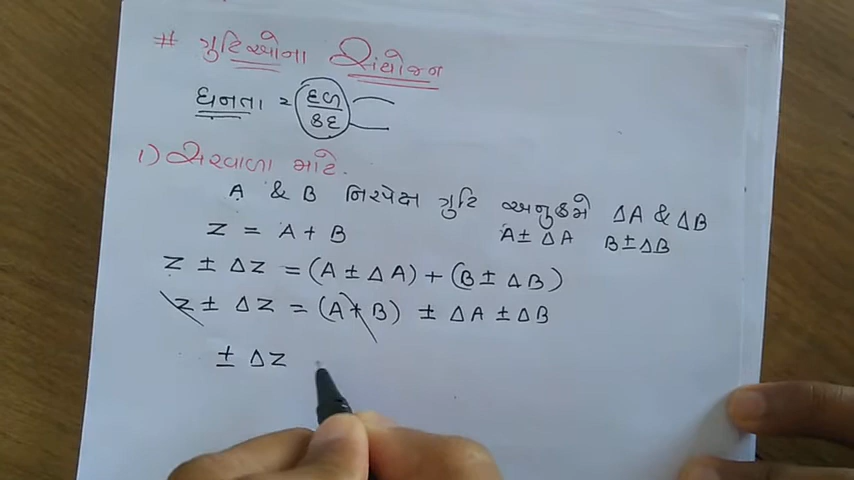 # ત્રુટિઓના સંયોજન
ઘનતા = દળ / કદ
1) સરવાળા માટે.
A & B નિરપેક્ષ ત્રુટિ અનુક્રમે ΔA & ΔB
Z = A + B A ± ΔA B ± ΔB
Z ± ΔZ = (A ± ΔA) + (B ± ΔB)
Z ± ΔZ = (A + B) ± ΔA ± ΔB
± ΔZ